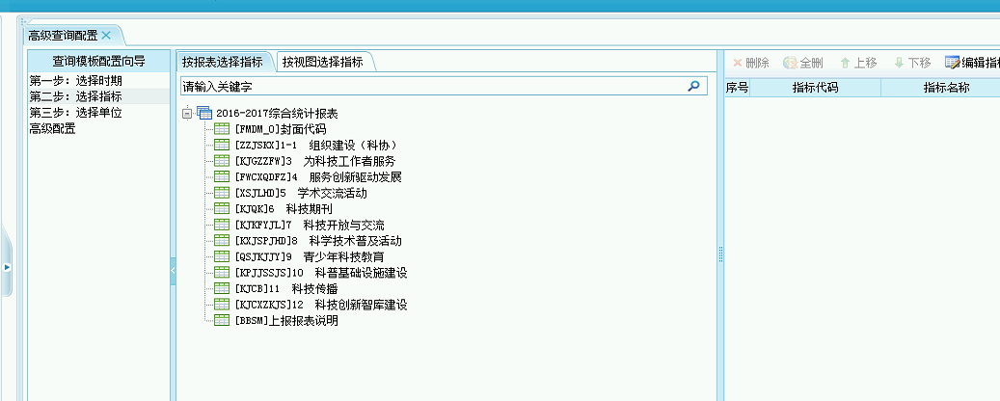 高级查询配置
查询模板配置向导
第一步：选择时期
第二步：选择指标
第三步：选择单位
高级配置
按报表选择指标 按视图选择指标
请输入关键字
2016-2017综合统计报表
[FMDM_0]封面代码
[ZZJSKX]1-1 组织建设（科协）
[KJGZZFW]3 为科技工作者服务
[FWCXQDFZ]4 服务创新驱动发展
[XSJLHD]5 学术交流活动
[KJQK]6 科技期刊
[KJKFYJL]7 科技开放与交流
[KXJSPJHD]8 科学技术普及活动
[QSJKJJY]9 青少年科技教育
[KPJJSSJS]10 科普基础设施建设
[KJCB]11 科技传播
[KJCXZKJS]12 科技创新智库建设
[BBSM]上报报表说明
删除 全删 上移 下移 编辑指标
序号 指标代码 指标名称